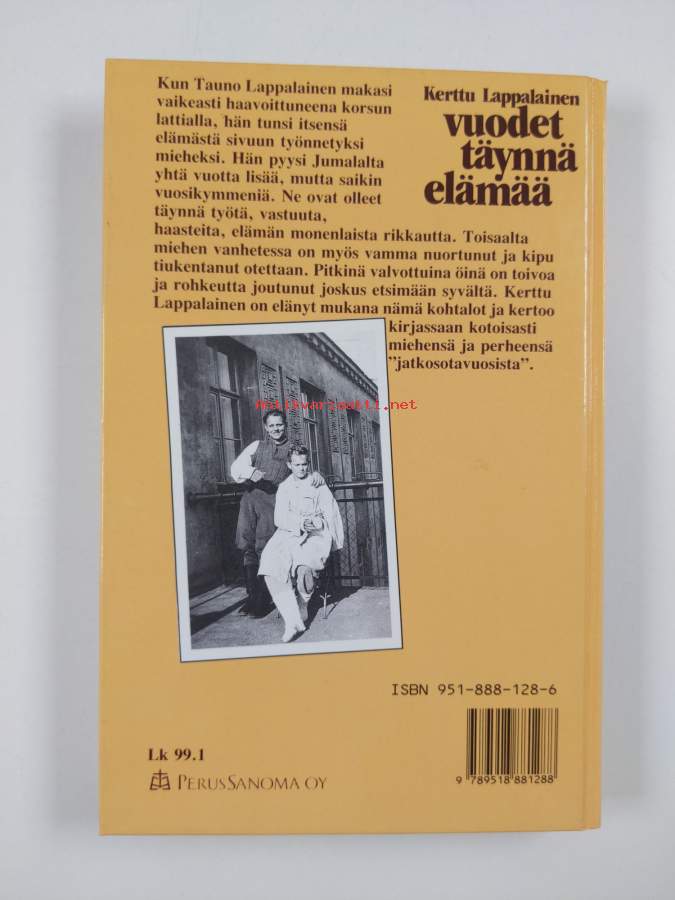 Kun Tauno Lappalainen makasi
vaikeasti haavoittuneena korsun
lattialla, hän tunsi itsensä
elämästä sivuun työnnetyksi
mieheksi. Hän pyysi Jumalalta
yhtä vuotta lisää, mutta saikin
vuosikymmeniä. Ne ovat olleet
täynnä työtä, vastuuta,
haasteita, elämän monenlaista rikkautta. Toisaalta
miehen vanhetessa on myös vamma nuortunut ja kipu
tiukentanut otettaan. Pitkinä valvottuina öinä on toivoa
ja rohkeutta joutunut joskus etsimään syvältä. Kerttu
Lappalainen on elänyt mukana nämä kohtalot ja kertoo
kirjassaan kotoisasti
miehensä ja perheensä
"jatkosotavuosista".
Kerttu Lappalainen
vuodet
täynnä
elämää
Antikvariaatti.net
ISBN 951-888-128-6
9 789518 881288
Lk 99.1
PERUSSANOMA OY